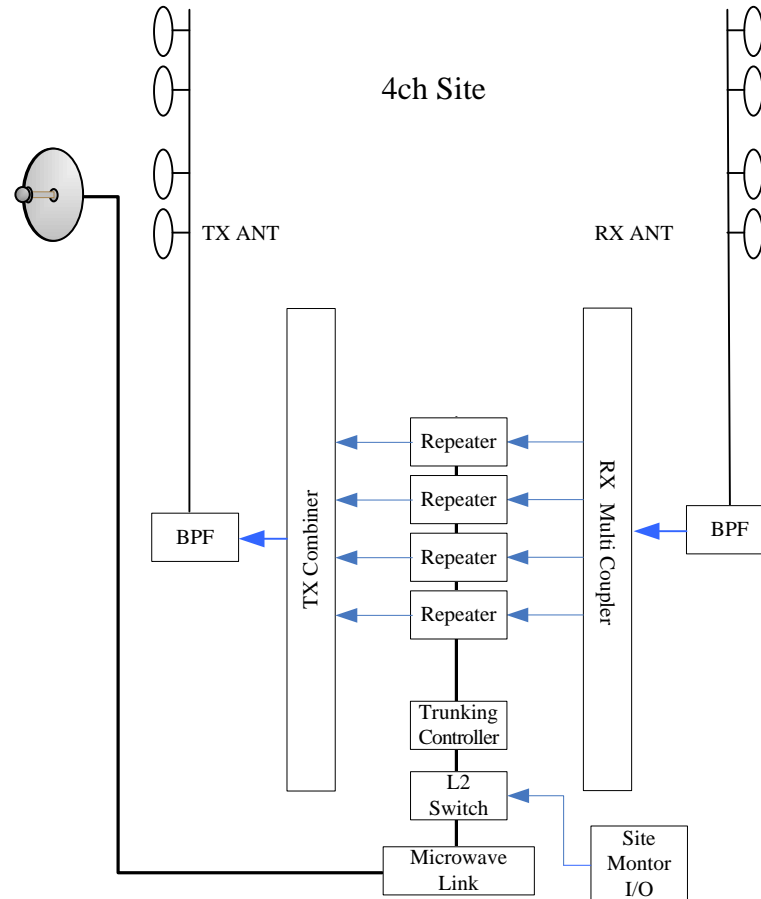 4ch Site
TX ANT
RX ANT
Repeater
Repeater
Repeater
Repeater
BPF
TX Combiner
RX Multi Coupler
BPF
Trunking
Controller
L2
Switch
Microwave
Link
Site
Montor
I/O